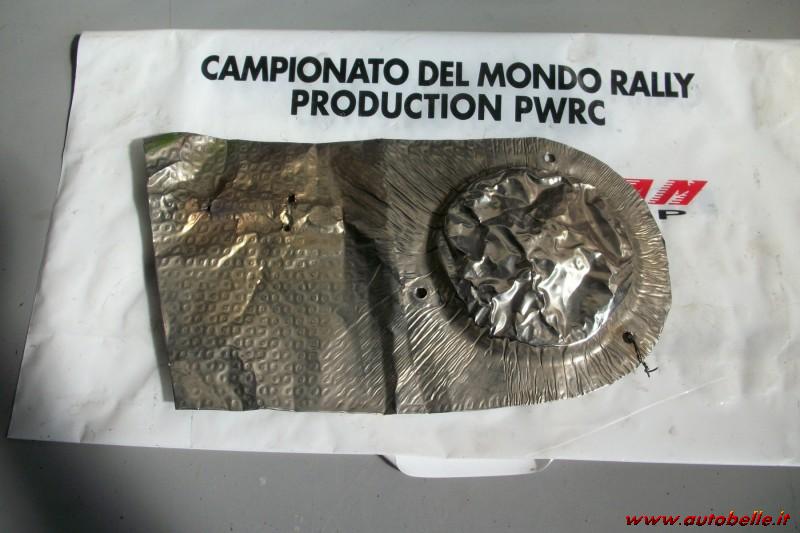 CAMPIONATO DEL MONDO RALLY
PRODUCTION PWRC
P
www.autobelle.it